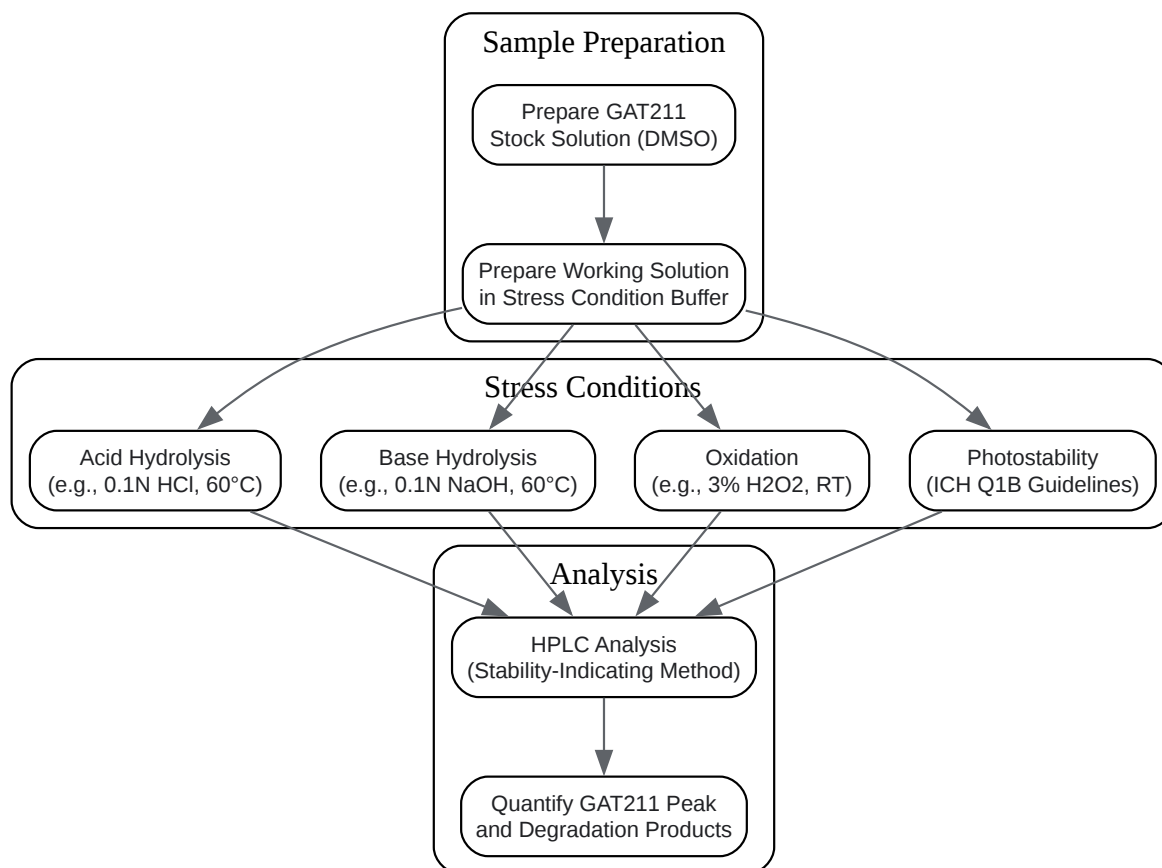 Sample Preparation
Prepare GAT211
Stock Solution (DMSO)
Prepare Working Solution
in Stress Condition Buffer
Stress Conditions
Acid Hydrolysis
(e.g., 0.1N HCl, 60°C)
Base Hydrolysis
(e.g., 0.1N NaOH, 60°C)
Oxidation
(e.g., 3% H2O2, RT)
Photostability
(ICH Q1B Guidelines)
Analysis
HPLC Analysis
(Stability-Indicating Method)
Quantify GAT211 Peak
and Degradation Products